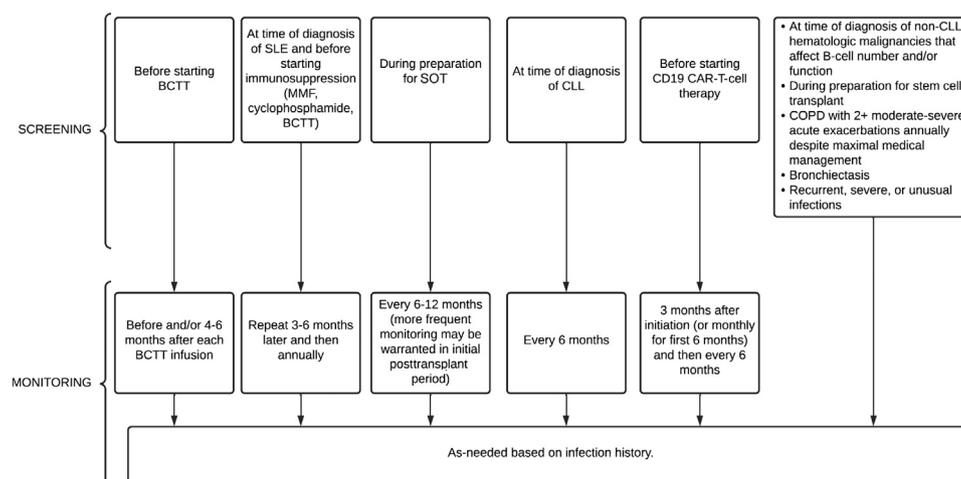 SCREENING
Before starting
BCTT
At time of diagnosis
of SLE and before
starting
immunosuppression
(MMF,
cyclophosphamide,
BCTT)
During preparation
for SOT
At time of diagnosis
of CLL
Before starting
CD19 CAR-T-cell
therapy
• At time of diagnosis of non-CLL
hematologic malignancies that
affect B-cell number and/or
function
• During preparation for stem cell
transplant
• COPD with 2+ moderate-severe
acute exacerbations annually
despite maximal medical
management
• Bronchiectasis
• Recurrent, severe, or unusual
infections
MONITORING
Before and/or 4-6
months after each
BCTT infusion
Repeat 3-6 months
later and then
annually
Every 6-12 months
(more frequent
monitoring may be
warranted in initial
posttransplant
period)
Every 6 months
3 months after
initiation (or monthly
for first 6 months)
and then every 6
months
As-needed based on infection history.